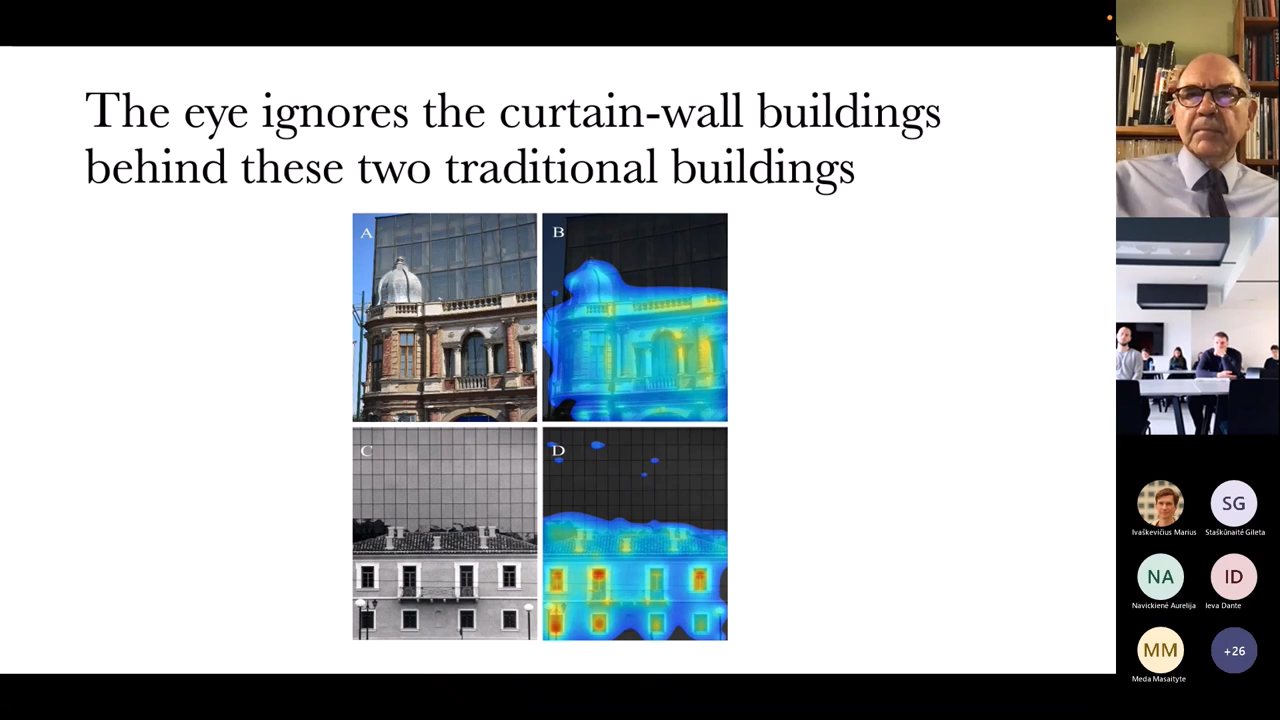 The eye ignores the curtain-wall buildings
behind these two traditional buildings
A
B
C
D
Ivaškevičius Marius
SG
Staškūnaitė Gileta
NA
Navickienė Aurelija
ID
Ieva Dante
MM
Meda Masaityte
+26